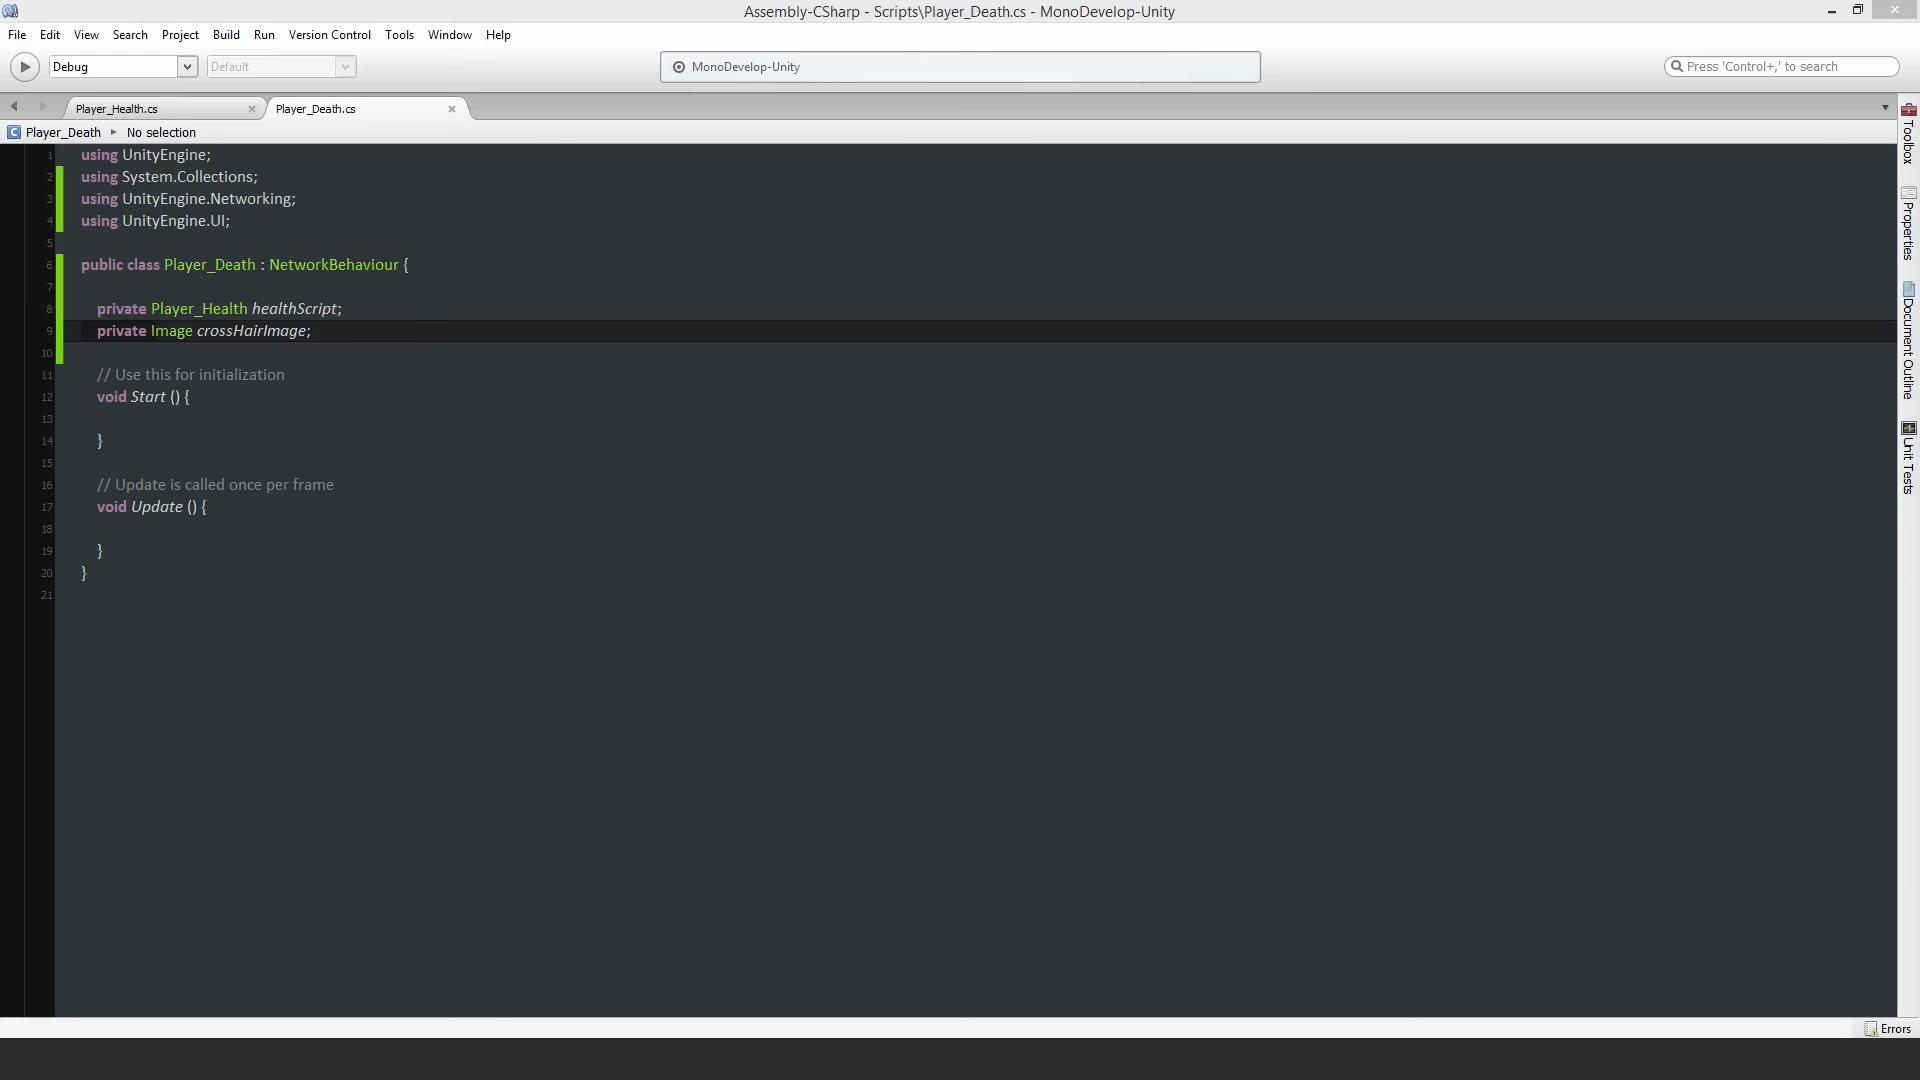 Assembly-CSharp - Scripts\Player_Death.cs - MonoDevelop-Unity
File Edit View Search Project Build Run Version Control Tools Window Help
Debug Default MonoDevelop-Unity Press 'Control+,' to search
Player_Health.cs Player_Death.cs
Player_Death No selection
1 using UnityEngine;
2 using System.Collections;
3 using UnityEngine.Networking;
4 using UnityEngine.UI;
5
6 public class Player_Death : NetworkBehaviour {
7
8 private Player_Health healthScript;
9 private Image crossHairImage;
10
11 // Use this for initialization
12 void Start () {
13
14 }
15
16 // Update is called once per frame
17 void Update () {
18
19 }
20 }
21
Toolbox
Properties
Document Outline
Unit Tests
Errors